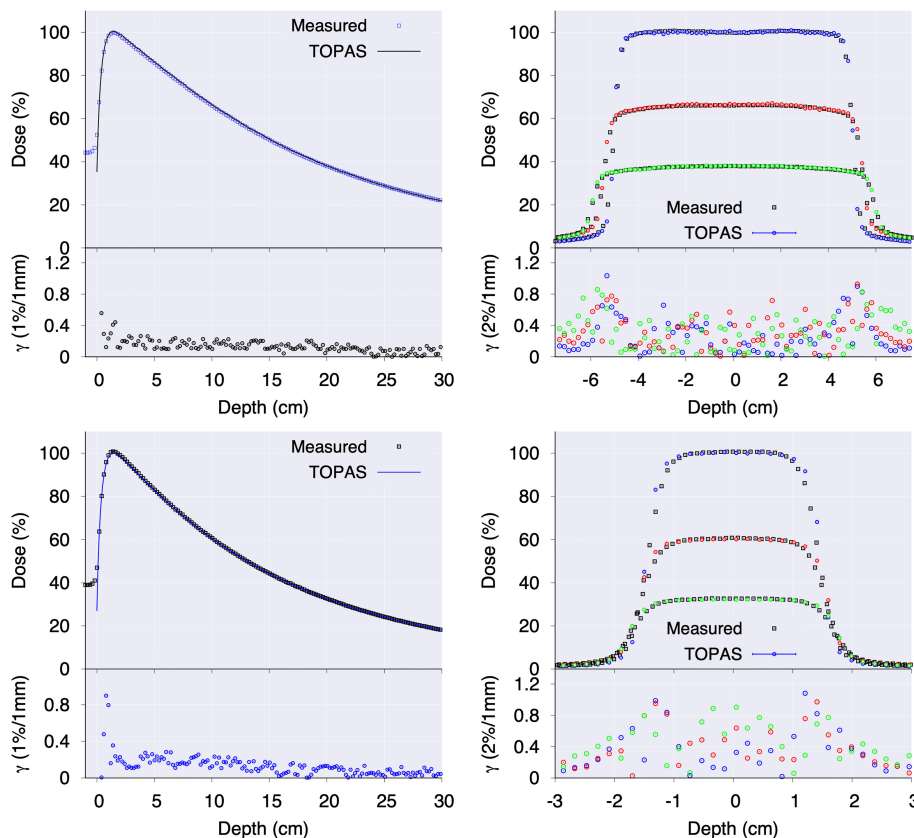 Measured
TOPAS
Dose (%)
100
80
60
40
20
0
γ (1%/1mm)
1.2
0.8
0.4
0
0 5 10 15 20 25 30
Depth (cm)
Measured
TOPAS
Dose (%)
100
80
60
40
20
0
γ (2%/1mm)
1.2
0.8
0.4
0
-6 -4 -2 0 2 4 6
Depth (cm)
Measured
TOPAS
Dose (%)
100
80
60
40
20
0
γ (1%/1mm)
0.8
0.4
0
0 5 10 15 20 25 30
Depth (cm)
Measured
TOPAS
Dose (%)
100
80
60
40
20
0
γ (2%/1mm)
1.2
0.8
0.4
0
-3 -2 -1 0 1 2 3
Depth (cm)